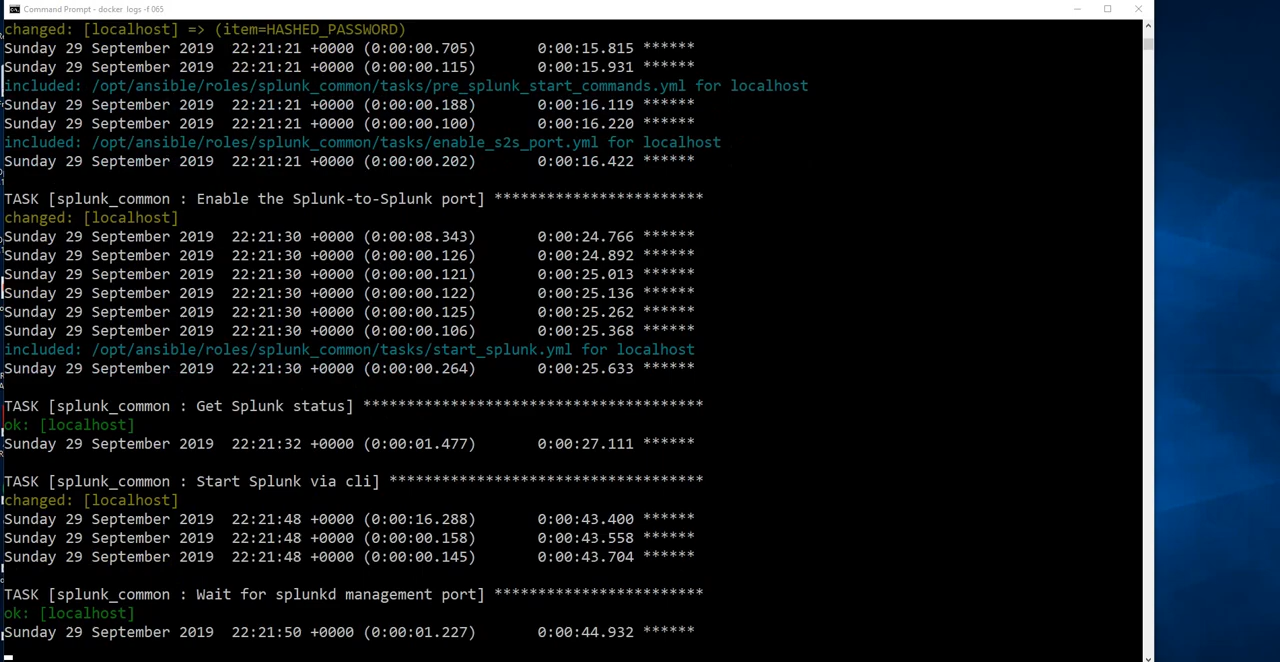 Command Prompt - docker logs -f 065
changed: [localhost] => (item=HASHED_PASSWORD)
Sunday 29 September 2019  22:21:21 +0000 (0:00:00.705)       0:00:15.815 ******
Sunday 29 September 2019  22:21:21 +0000 (0:00:00.115)       0:00:15.931 ******
included: /opt/ansible/roles/splunk_common/tasks/pre_splunk_start_commands.yml for localhost
Sunday 29 September 2019  22:21:21 +0000 (0:00:00.188)       0:00:16.119 ******
Sunday 29 September 2019  22:21:21 +0000 (0:00:00.100)       0:00:16.220 ******
included: /opt/ansible/roles/splunk_common/tasks/enable_s2s_port.yml for localhost
Sunday 29 September 2019  22:21:21 +0000 (0:00:00.202)       0:00:16.422 ******
TASK [splunk_common : Enable the Splunk-to-Splunk port] ************************
changed: [localhost]
Sunday 29 September 2019  22:21:30 +0000 (0:00:08.343)       0:00:24.766 ******
Sunday 29 September 2019  22:21:30 +0000 (0:00:00.126)       0:00:24.892 ******
Sunday 29 September 2019  22:21:30 +0000 (0:00:00.121)       0:00:25.013 ******
Sunday 29 September 2019  22:21:30 +0000 (0:00:00.122)       0:00:25.136 ******
Sunday 29 September 2019  22:21:30 +0000 (0:00:00.125)       0:00:25.262 ******
Sunday 29 September 2019  22:21:30 +0000 (0:00:00.106)       0:00:25.368 ******
included: /opt/ansible/roles/splunk_common/tasks/start_splunk.yml for localhost
Sunday 29 September 2019  22:21:30 +0000 (0:00:00.264)       0:00:25.633 ******
TASK [splunk_common : Get Splunk status] ***************************************
ok: [localhost]
Sunday 29 September 2019  22:21:32 +0000 (0:00:01.477)       0:00:27.111 ******
TASK [splunk_common : Start Splunk via cli] ************************************
changed: [localhost]
Sunday 29 September 2019  22:21:48 +0000 (0:00:16.288)       0:00:43.400 ******
Sunday 29 September 2019  22:21:48 +0000 (0:00:00.158)       0:00:43.558 ******
Sunday 29 September 2019  22:21:48 +0000 (0:00:00.145)       0:00:43.704 ******
TASK [splunk_common : Wait for splunkd management port] ************************
ok: [localhost]
Sunday 29 September 2019  22:21:50 +0000 (0:00:01.227)       0:00:44.932 ******